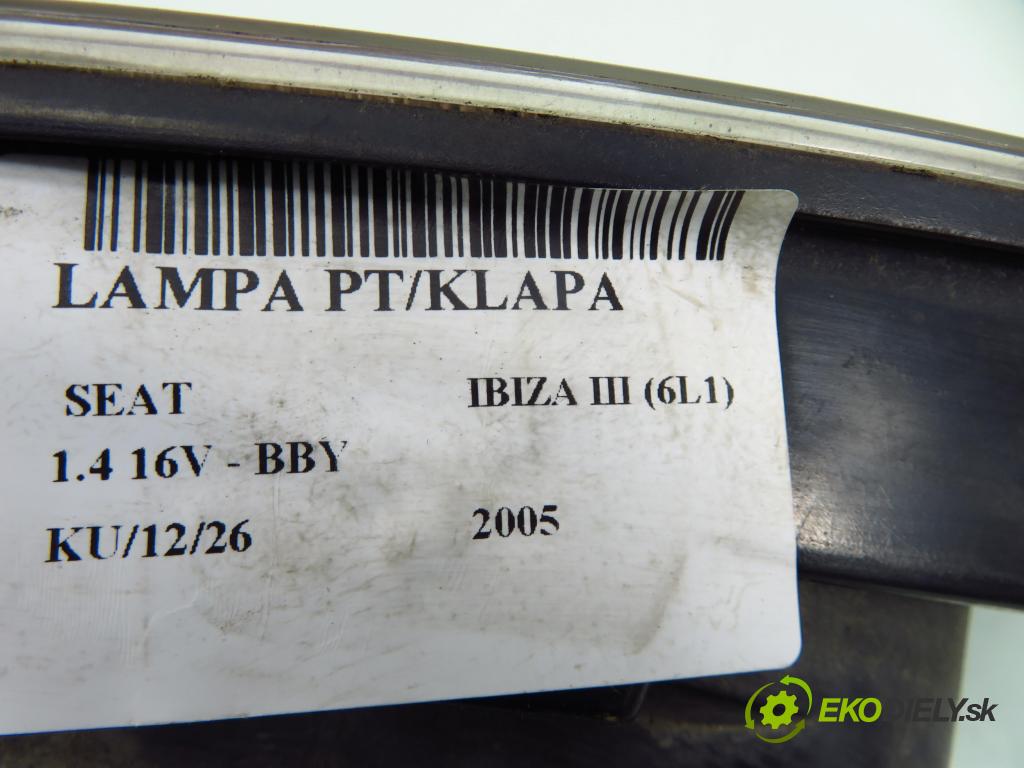 LAMPA PT/KLAPA
SEAT IBIZA III (6L1)
1.4 16V - BBY
KU/12/26 2005
EKODIELY.sk